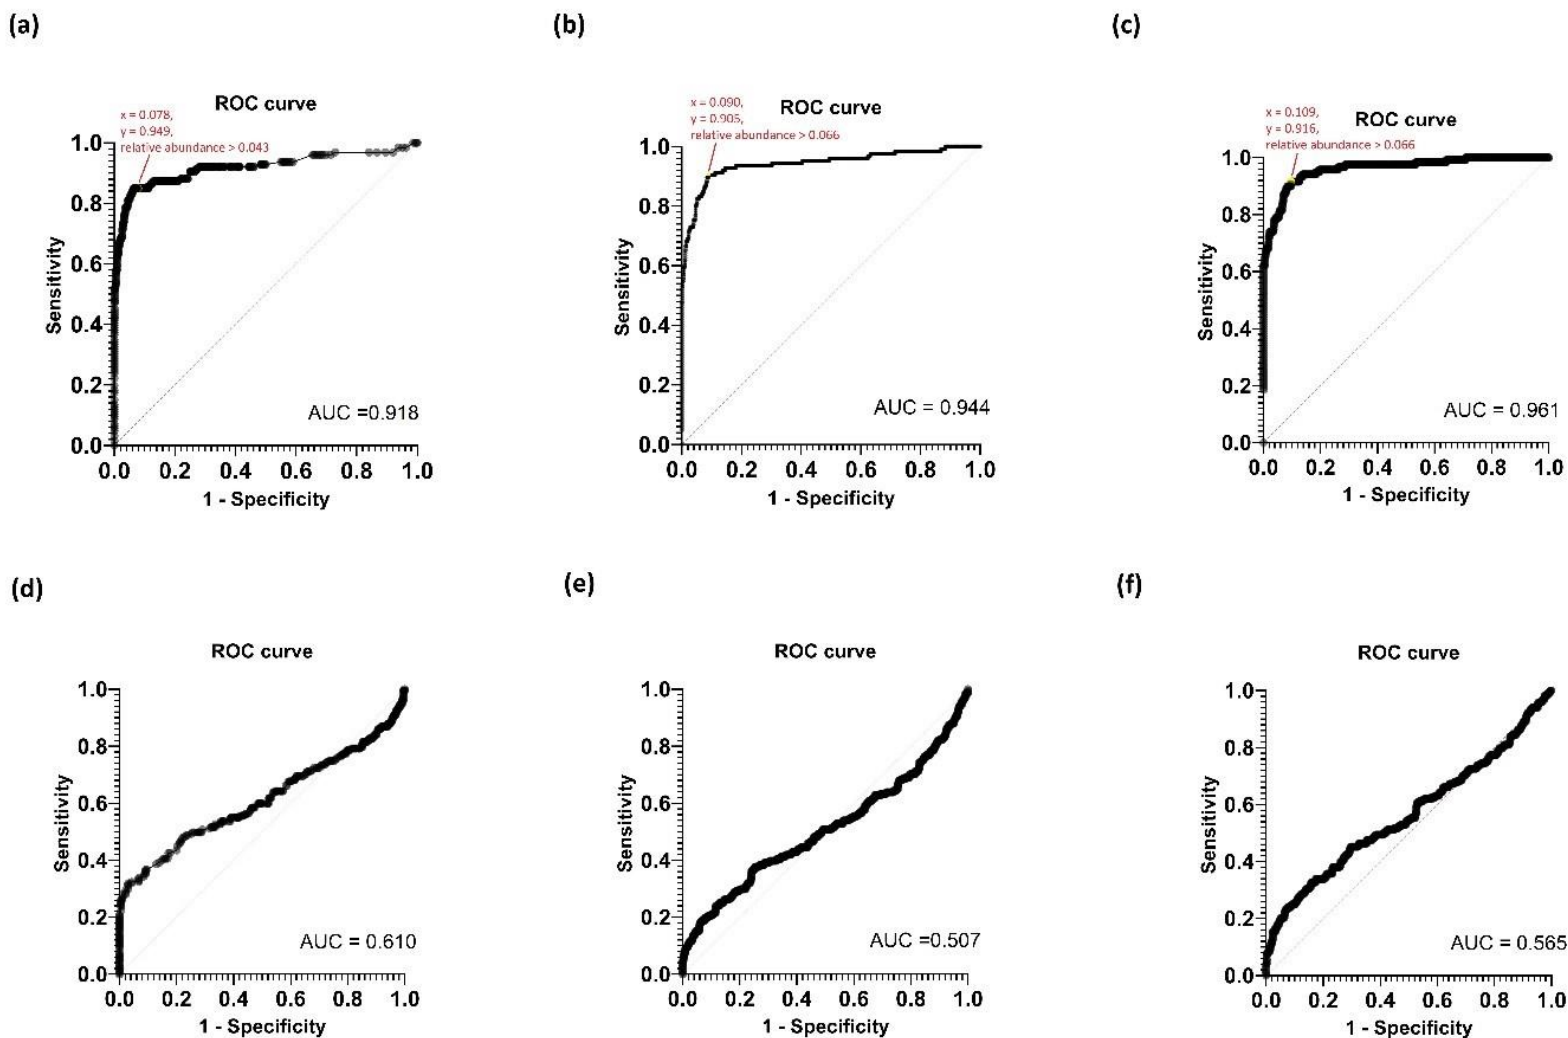 (a)
ROC curve
x = 0.078,
y = 0.949,
relative abundance > 0.043
1.0
0.8
0.6
0.4
0.2
0.0
Sensitivity
AUC =0.918
0.0 0.2 0.4 0.6 0.8 1.0
1 - Specificity
(b)
ROC curve
x = 0.090,
y = 0.905,
relative abundance > 0.066
1.0
0.8
0.6
0.4
0.2
0.0
Sensitivity
AUC = 0.944
0.0 0.2 0.4 0.6 0.8 1.0
1 - Specificity
(c)
ROC curve
x = 0.109,
y = 0.916,
relative abundance > 0.066
1.0
0.8
0.6
0.4
0.2
0.0
Sensitivity
AUC = 0.961
0.0 0.2 0.4 0.6 0.8 1.0
1 - Specificity
(d)
ROC curve
1.0
0.8
0.6
0.4
0.2
0.0
Sensitivity
AUC = 0.610
0.0 0.2 0.4 0.6 0.8 1.0
1 - Specificity
(e)
ROC curve
1.0
0.8
0.6
0.4
0.2
0.0
Sensitivity
AUC =0.507
0.0 0.2 0.4 0.6 0.8 1.0
1 - Specificity
(f)
ROC curve
1.0
0.8
0.6
0.4
0.2
0.0
Sensitivity
AUC = 0.565
0.0 0.2 0.4 0.6 0.8 1.0
1 - Specificity